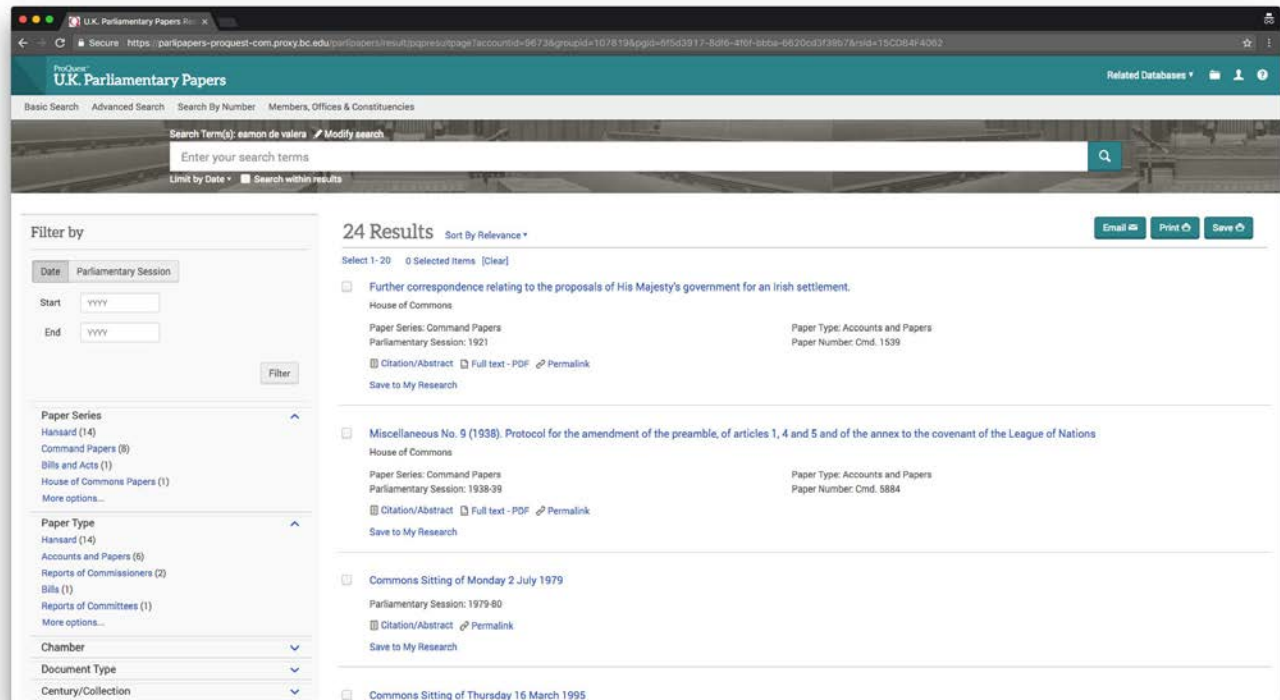 U.K. Parliamentary Papers Re
Secure https://parlipapers-proquest-com.proxy.bc.edu/parlipapers/result/pqpresultpage?accountid=9673&groupid=107819&pgId=
ProQuest
U.K. Parliamentary Papers
Related Databases
Basic Search Advanced Search Search By Number Members, Offices & Constituencies
Search Term(s): eamon de valera Modify search
Enter your search terms
Limit by Date Search within results
Filter by
Date Parliamentary Session
Start YYYY
End YYYY
Filter
Paper Series
Hansard (14)
Command Papers (8)
Bills and Acts (1)
House of Commons Papers (1)
More options...
Paper Type
Hansard (14)
Accounts and Papers (6)
Reports of Commissioners (2)
Bills (1)
Reports of Committees (1)
More options...
Chamber
Document Type
Century/Collection
24 Results Sort By Relevance
Email Print Save
Select 1-20 0 Selected Items [Clear]
Further correspondence relating to the proposals of His Majesty's government for an Irish settlement.
House of Commons
Paper Series: Command Papers Paper Type: Accounts and Papers
Parliamentary Session: 1921 Paper Number: Cmd. 1539
Citation/Abstract Full text - PDF Permalink
Save to My Research
Miscellaneous No. 9 (1938). Protocol for the amendment of the preamble, of articles 1, 4 and 5 and of the annex to the covenant of the League of Nations
House of Commons
Paper Series: Command Papers Paper Type: Accounts and Papers
Parliamentary Session: 1938-39 Paper Number: Cmd. 5884
Citation/Abstract Full text - PDF Permalink
Save to My Research
Commons Sitting of Monday 2 July 1979
Parliamentary Session: 1979-80
Citation/Abstract Permalink
Save to My Research
Commons Sitting of Thursday 16 March 1995